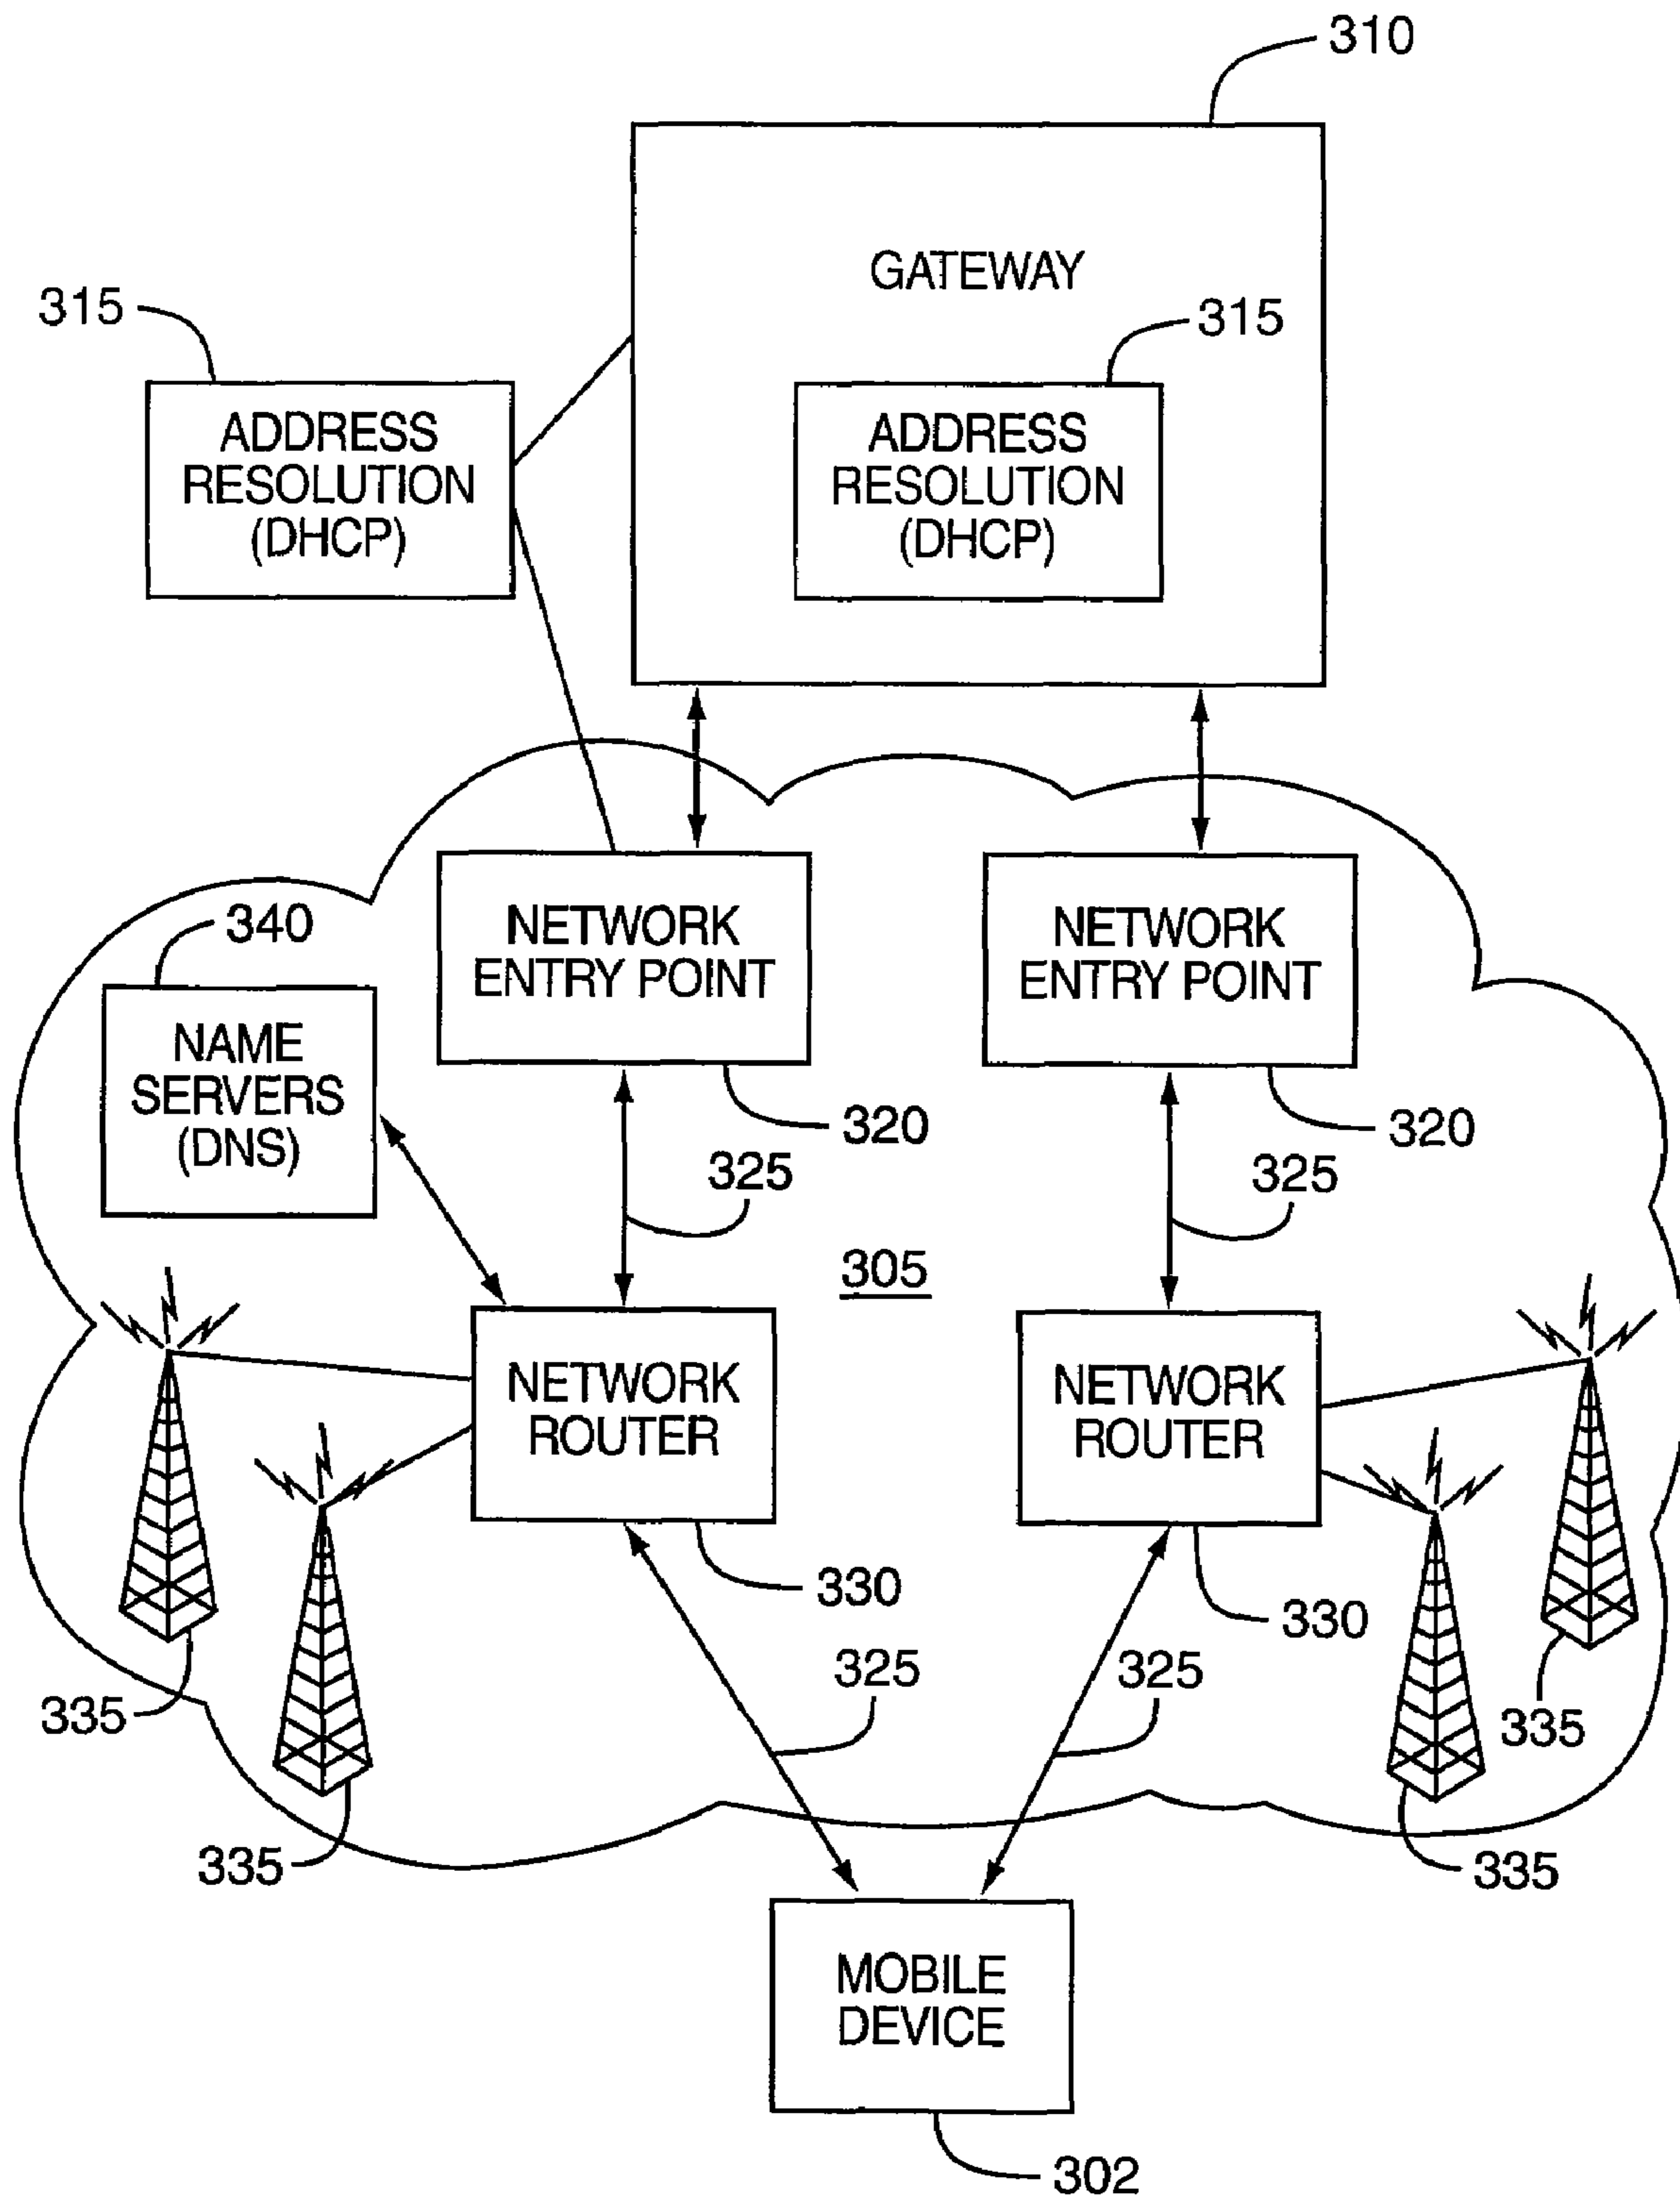 310
GATEWAY
315
315
ADDRESS
RESOLUTION
(DHCP)
ADDRESS
RESOLUTION
(DHCP)
340
NETWORK
ENTRY POINT
NETWORK
ENTRY POINT
NAME
SERVERS
(DNS)
320
320
325
325
305
NETWORK
ROUTER
NETWORK
ROUTER
330
330
325
325
335
335
335
335
MOBILE
DEVICE
302